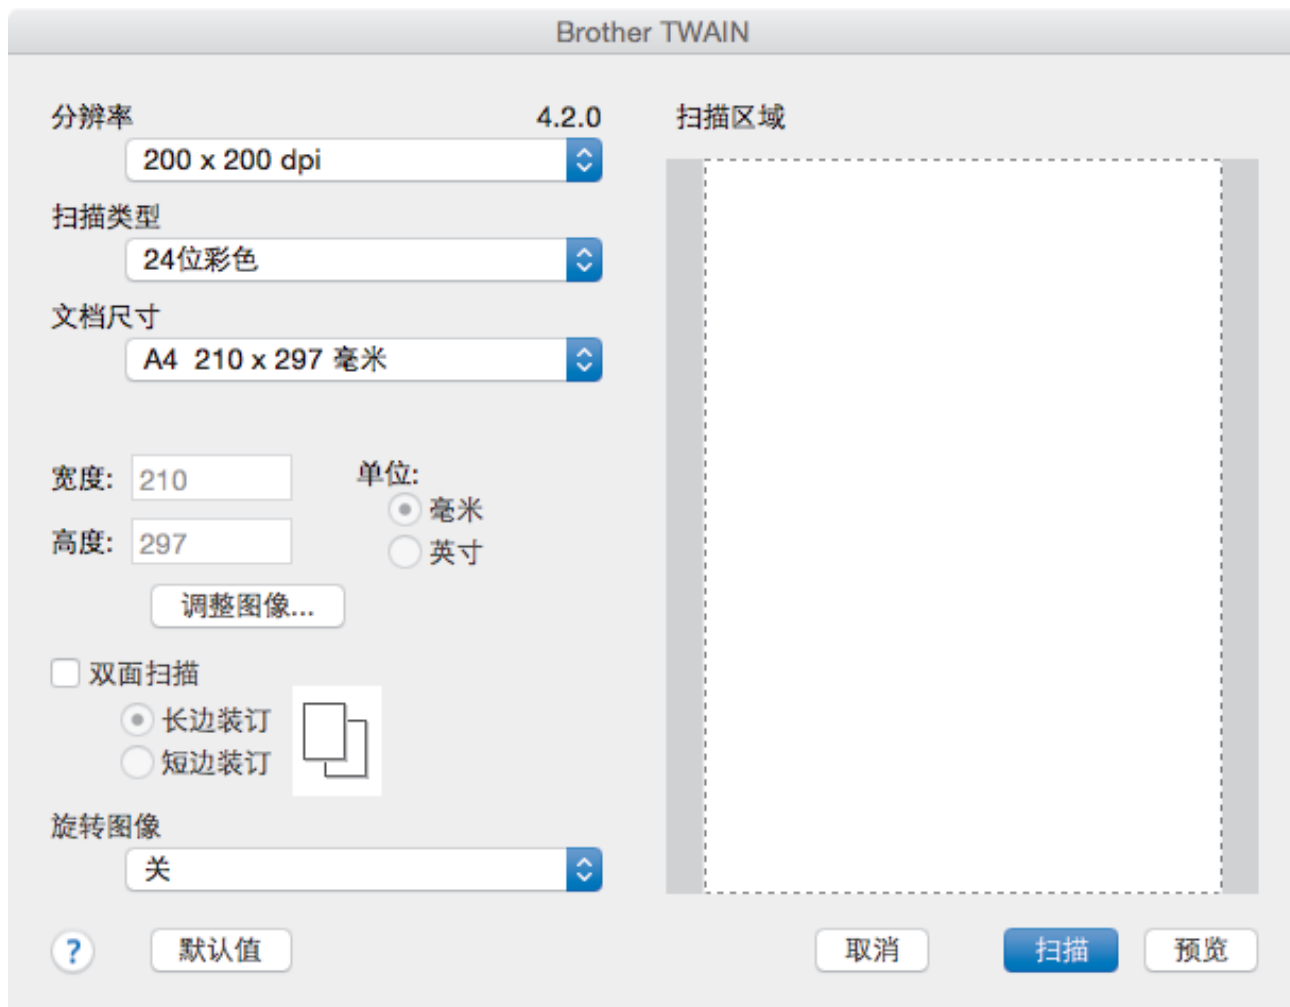 Brother TWAIN
分辨率 4.2.0
200 x 200 dpi
扫描类型
24位彩色
文档尺寸
A4 210 x 297 毫米
宽度: 210
高度: 297
单位:
毫米
英寸
调整图像...
双面扫描
长边装订
短边装订
旋转图像
关
? 默认值
扫描区域
取消 扫描 预览